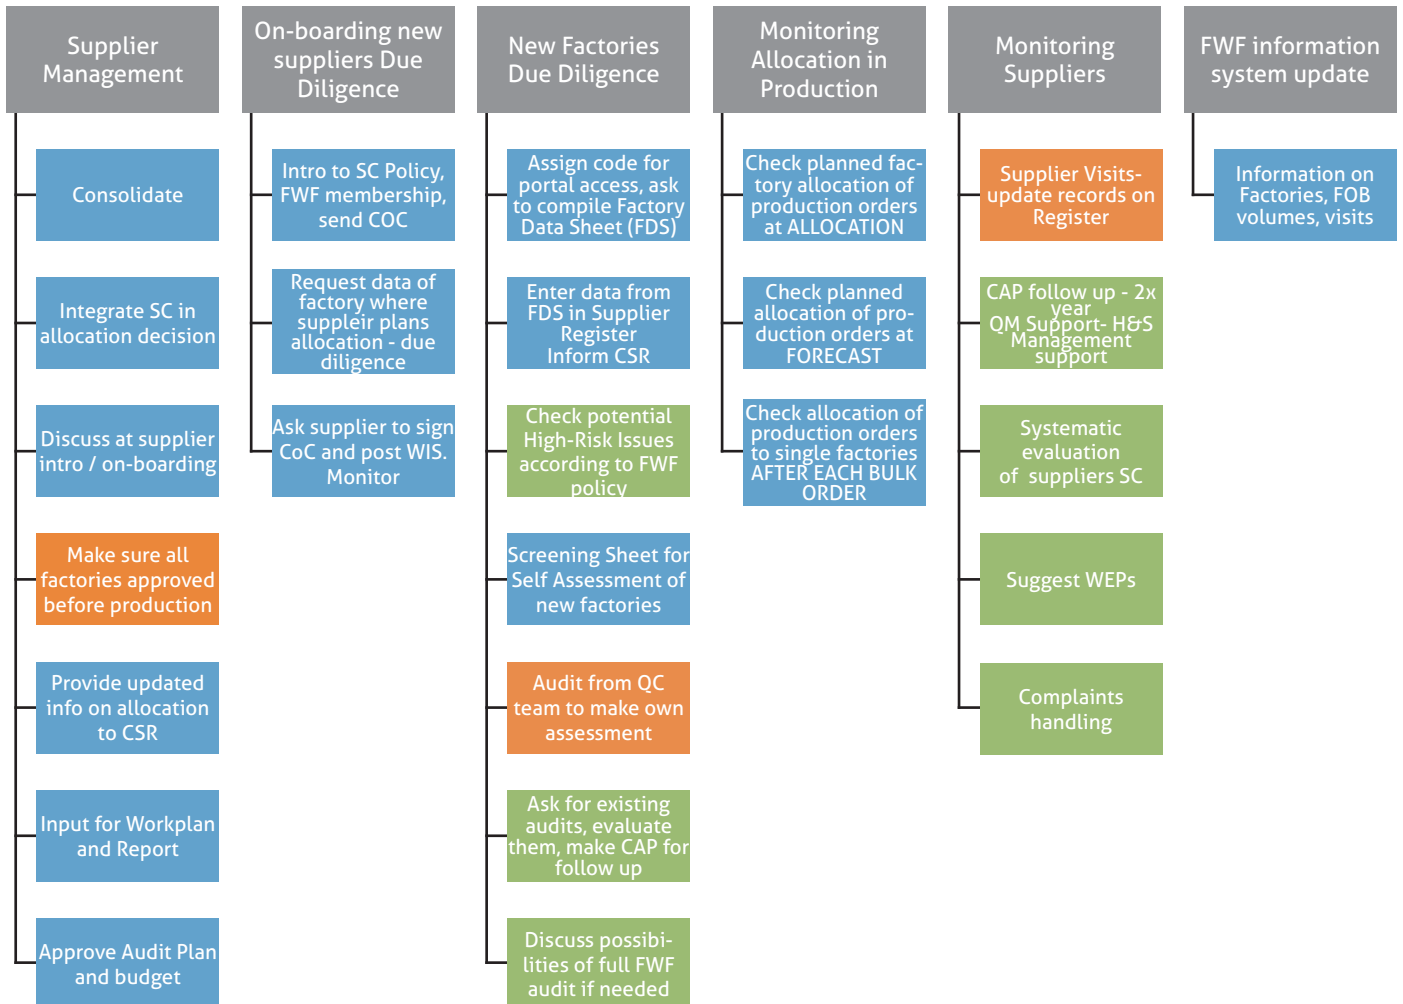 Supplier
Management
Consolidate
Integrate SC in
allocation decision
Discuss at supplier
intro / on-boarding
Make sure all
factories approved
before production
Provide updated
info on allocation
to CSR
Input for Workplan
and Report
Approve Audit Plan
and budget
On-boarding new
suppliers Due
Diligence
Intro to SC Policy,
FWF membership,
send COC
Request data of
factory where
suppleir plans
allocation - due
diligence
Ask supplier to sign
CoC and post WIS.
Monitor
New Factories
Due Diligence
Assign code for
portal access, ask
to compile Factory
Data Sheet (FDS)
Enter data from
FDS in Supplier
Register
Inform CSR
Check potential
High-Risk Issues
according to FWF
policy
Screening Sheet for
Self Assessment of
new factories
Audit from QC
team to make own
assessment
Ask for existing
audits, evaluate
them, make CAP for
follow up
Discuss possibi-
lities of full FWF
audit if needed
Monitoring
Allocation in
Production
Check planned fac-
tory allocation of
production orders
at ALLOCATION
Check planned
allocation of pro-
duction orders at
FORECAST
Check allocation of
production orders
to single factories
AFTER EACH BULK
ORDER
Monitoring
Suppliers
Supplier Visits-
update records on
Register
CAP follow up - 2x
year
QM Support- H&S
Management
support
Systematic
evaluation
of suppliers SC
Suggest WEPs
Complaints
handling
FWF information
system update
Information on
Factories, FOB
volumes, visits